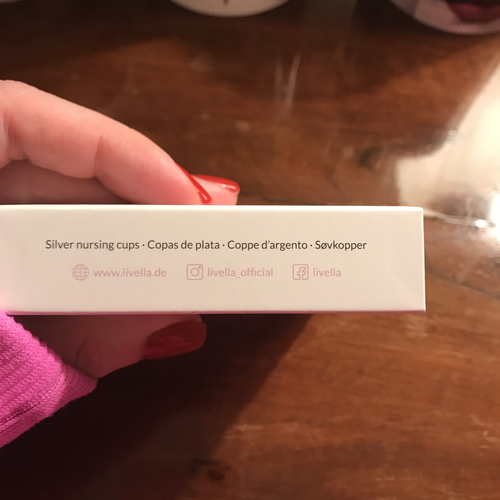 Silver nursing cups · Copas de plata · Coppe d'argento · Søvkopper
www.livella.de livella_official livella